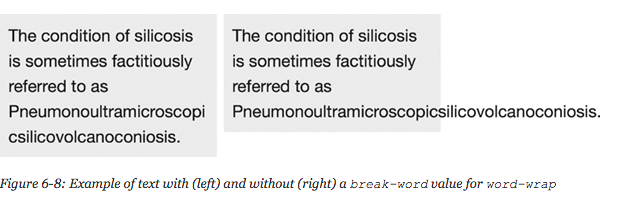 The condition of silicosis
is sometimes factitiously
referred to as
Pneumonoultramicroscopi
csilicovolcanoconiosis.
The condition of silicosis
is sometimes factitiously
referred to as
Pneumonoultramicroscopicsilicovolcanoconiosis.
Figure 6-8: Example of text with (left) and without (right) a break-word value for word-wrap